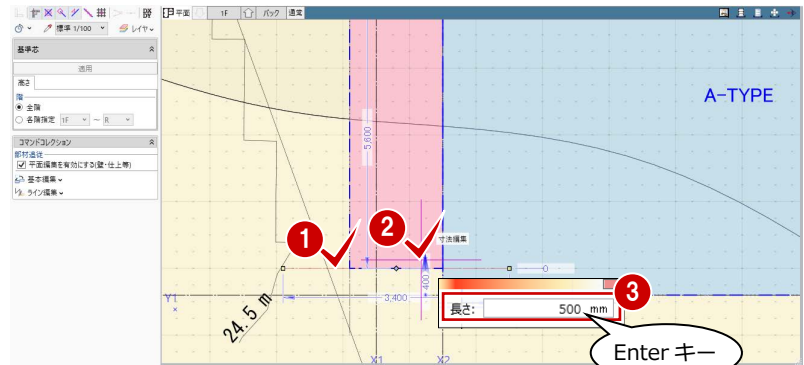 平面 1F バック 通常
標準 1/100 レイヤ
基準芯
適用
高さ
階
全階
各階指定 1F ～ R
コマンドコレクション
部材追従
平面編集を有効にする(壁・仕上等)
基本編集
ライン編集
A-TYPE
5,600
1
2
寸法編集
0
400
3,400
Y1
24.5 m
X1
X2
長さ: 500 mm
3
Enter キー